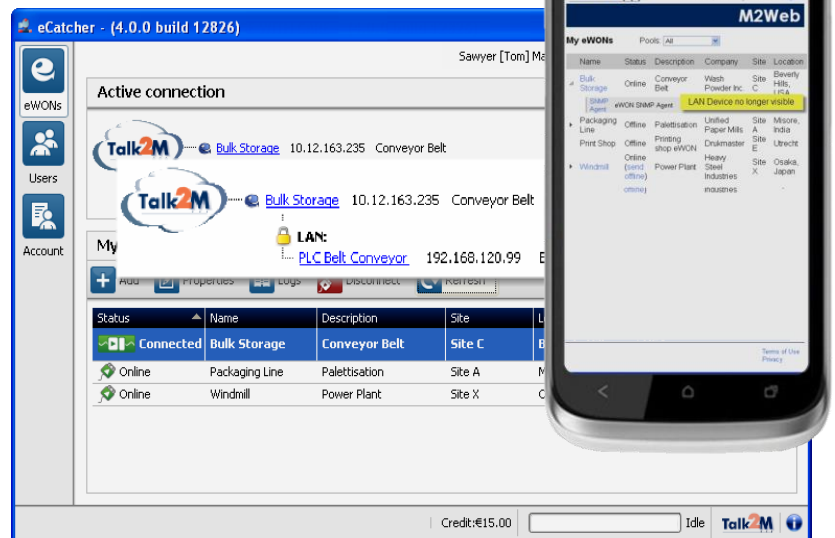 eCatcher - (4.0.0 build 12826)
Sawyer [Tom] Ma
eWONs
Users
Account
Active connection
Talk2M
Bulk Storage 10.12.163.235 Conveyor Belt
Talk2M
Bulk Storage 10.12.163.235 Conveyor Belt
LAN:
PLC Belt Conveyor 192.168.120.99 E
My
Add Properties Logs Disconnect Refresh
Status Name Description Site L
Connected Bulk Storage Conveyor Belt Site C B
Online Packaging Line Palettisation Site A M
Online Windmill Power Plant Site X O
Credit:€15.00 Idle Talk2M
M2Web
My eWONs Pools: All
Name Status Description Company Site Location
Bulk Storage Online Conveyor Belt Wash Powder Inc. Site C Beverly Hills, USA
SNMP Agent eWON SNMP Agent LAN Device no longer visible
Packaging Line Offline Palettisation Unified Paper Mills Site A Misore, India
Print Shop Offline Printing shop eWON Drukmaster Site E Utrecht
Windmill Online (send offline) Power Plant Heavy Steel Industries Site X Osaka, Japan
offline) Industries
Terms of Use
Privacy